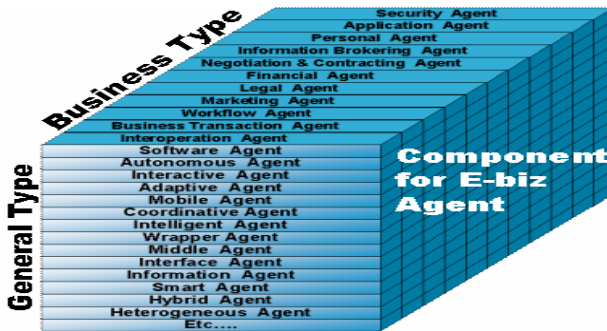 Business Type
Security Agent
Application Agent
Personal Agent
Information Brokering Agent
Negotiation & Contracting Agent
Financial Agent
Legal Agent
Marketing Agent
Workflow Agent
Business Transaction Agent
Interoperation Agent
General Type
Software Agent
Autonomous Agent
Interactive Agent
Adaptive Agent
Mobile Agent
Coordinative Agent
Intelligent Agent
Wrapper Agent
Middle Agent
Interface Agent
Information Agent
Smart Agent
Hybrid Agent
Heterogeneous Agent
Etc....
Component
for E-biz
Agent